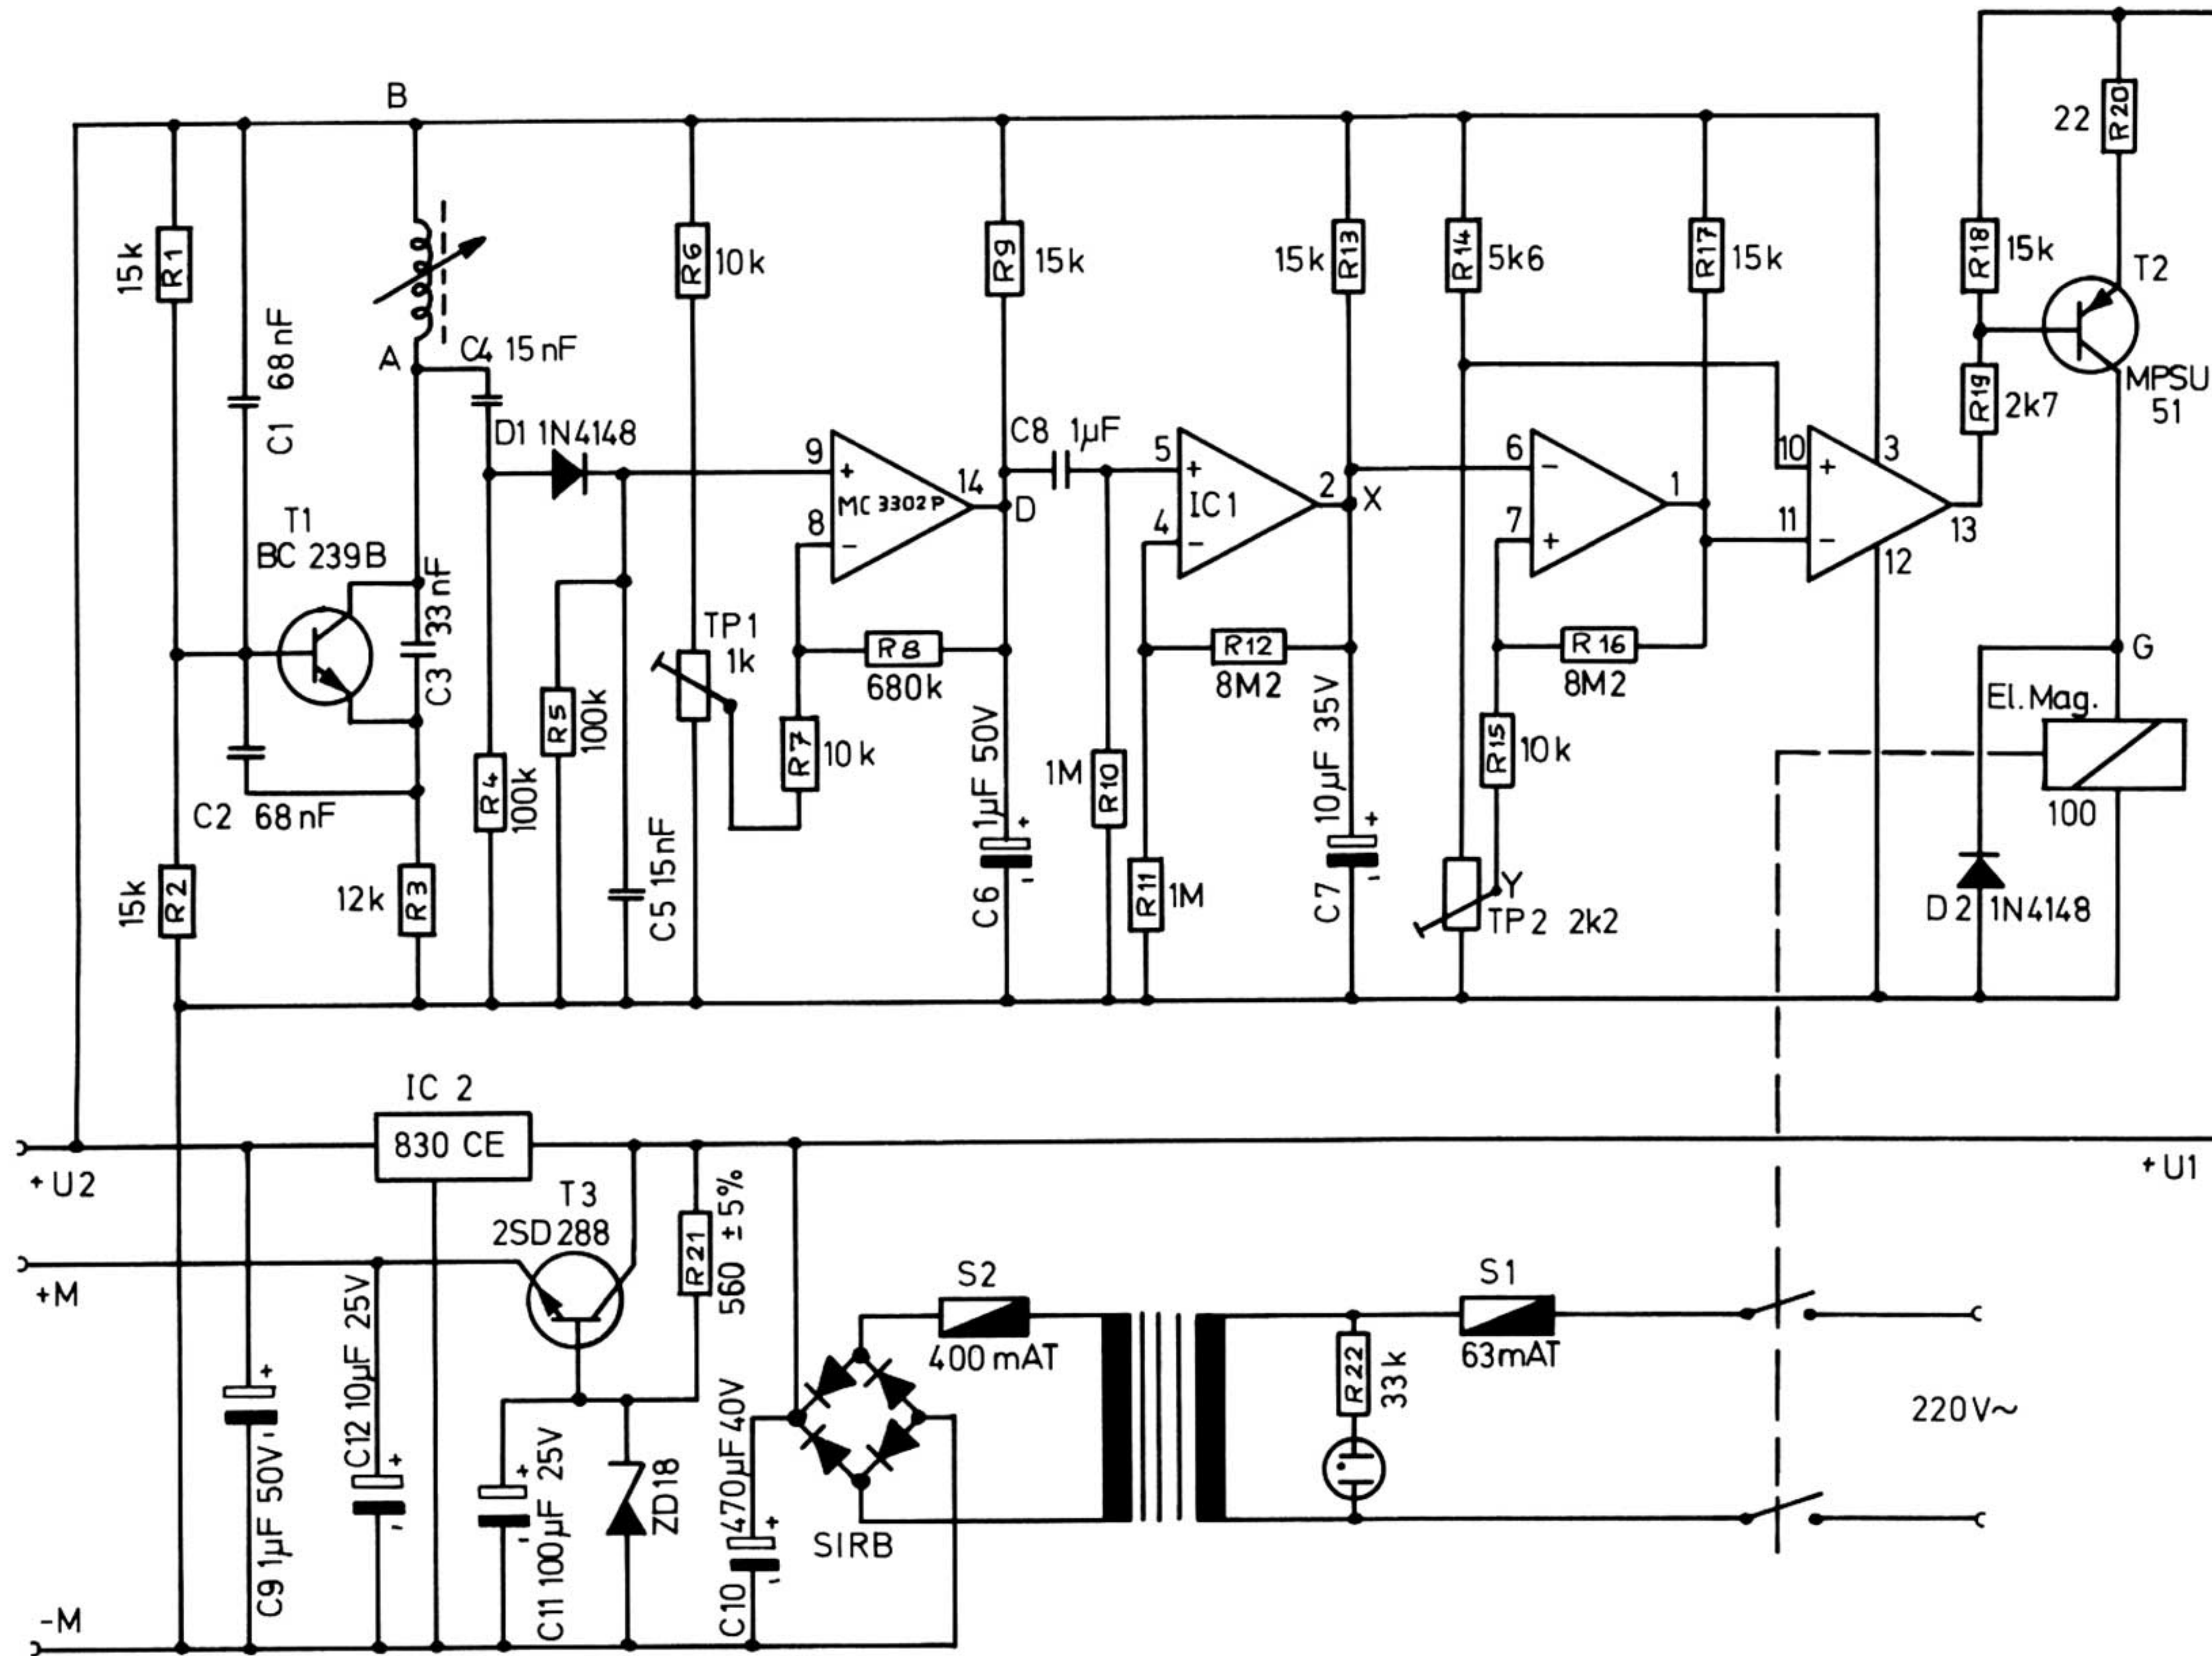 B
22
R20
15k
R1
C1 68nF
A
C4 15nF
D1 1N4148
T1
BC 239B
C3 33nF
C2 68nF
15k
R2
12k
R3
R4
100k
R5
100k
C5 15nF
R6
10k
TP1
1k
R7
10k
R8
680k
9
+
8
-
MC 3302P
14
D
R9
15k
C8 1µF
C6 1µF 50V
+
-
1M
R10
5
+
4
-
IC1
2
X
R12
8M2
R11
1M
15k
R13
C7 10µF 35V
+
-
R14
5k6
6
-
7
+
1
R16
8M2
R15
10k
Y
TP2 2k2
R17
15k
10
+
11
-
3
12
13
R18
15k
R19
2k7
T2
MPSU
51
G
El.Mag.
100
D2 1N4148
IC 2
830 CE
+U2
+U1
T3
2SD288
+M
R21
560 ±5%
C9 1µF 50V
+
-
C12 10µF 25V
+
-
C11 100µF 25V
+
-
ZD18
C10 470µF 40V
+
-
SIRB
S2
400mAT
R22
33k
S1
63mAT
220V~
-M